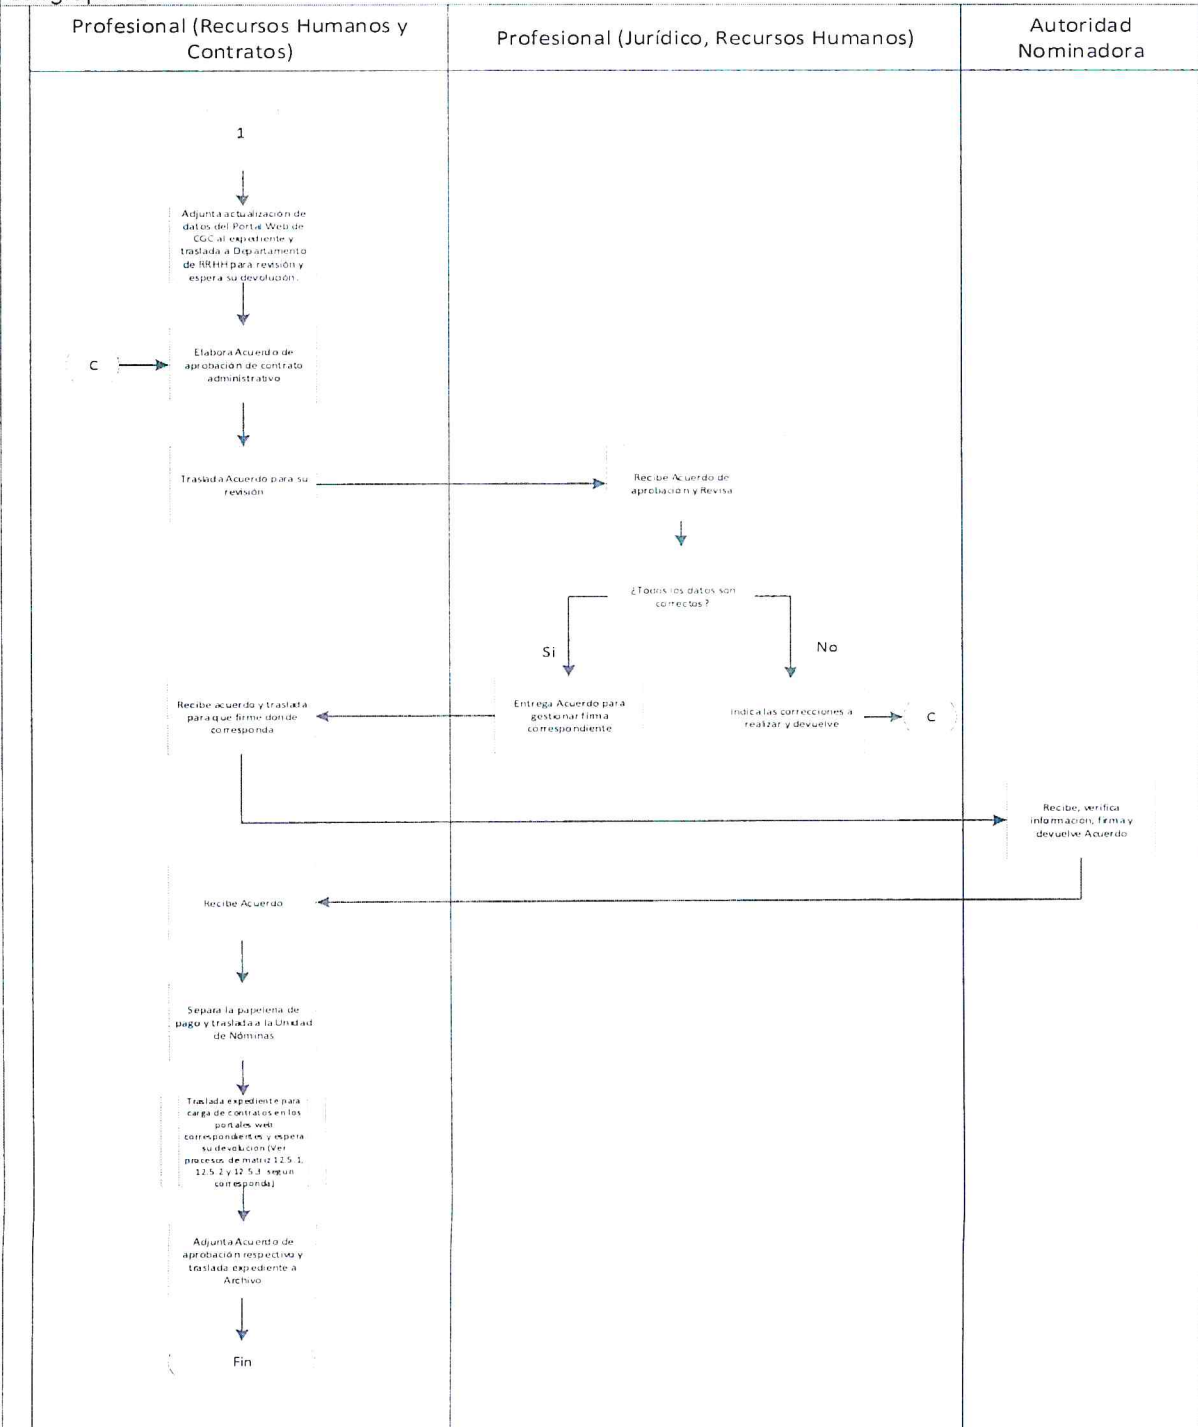 Profesional (Recursos Humanos y
Contratos)
Profesional (Jurídico, Recursos Humanos)
Autoridad
Nominadora
1
Adjunta actualización de
datos del Portal Web de
CGC al expediente y
traslada a Departamento
de RRHH para revisión y
espera su devolución.
C
Elabora Acuerdo de
aprobación de contrato
administrativo
Traslada Acuerdo para su
revisión
Recibe Acuerdo de
aprobación y Revisa
¿Todos los datos son
correctos?
Si
No
Recibe acuerdo y traslada
para que firme donde
corresponda
Entrega Acuerdo para
gestionar firma
correspondiente
Indica las correcciones a
realizar y devuelve
C
Recibe, verifica
información, firma y
devuelve Acuerdo
Recibe Acuerdo
Separa la papelería de
pago y traslada a la Unidad
de Nóminas
Traslada expediente para
carga de contratos en los
portales web
correspondientes y espera
su devolución (Ver
procesos de matriz 12.5.1,
12.5.2 y 12.5.3 según
corresponda)
Adjunta Acuerdo de
aprobación respectivo y
traslada expediente a
Archivo
Fin